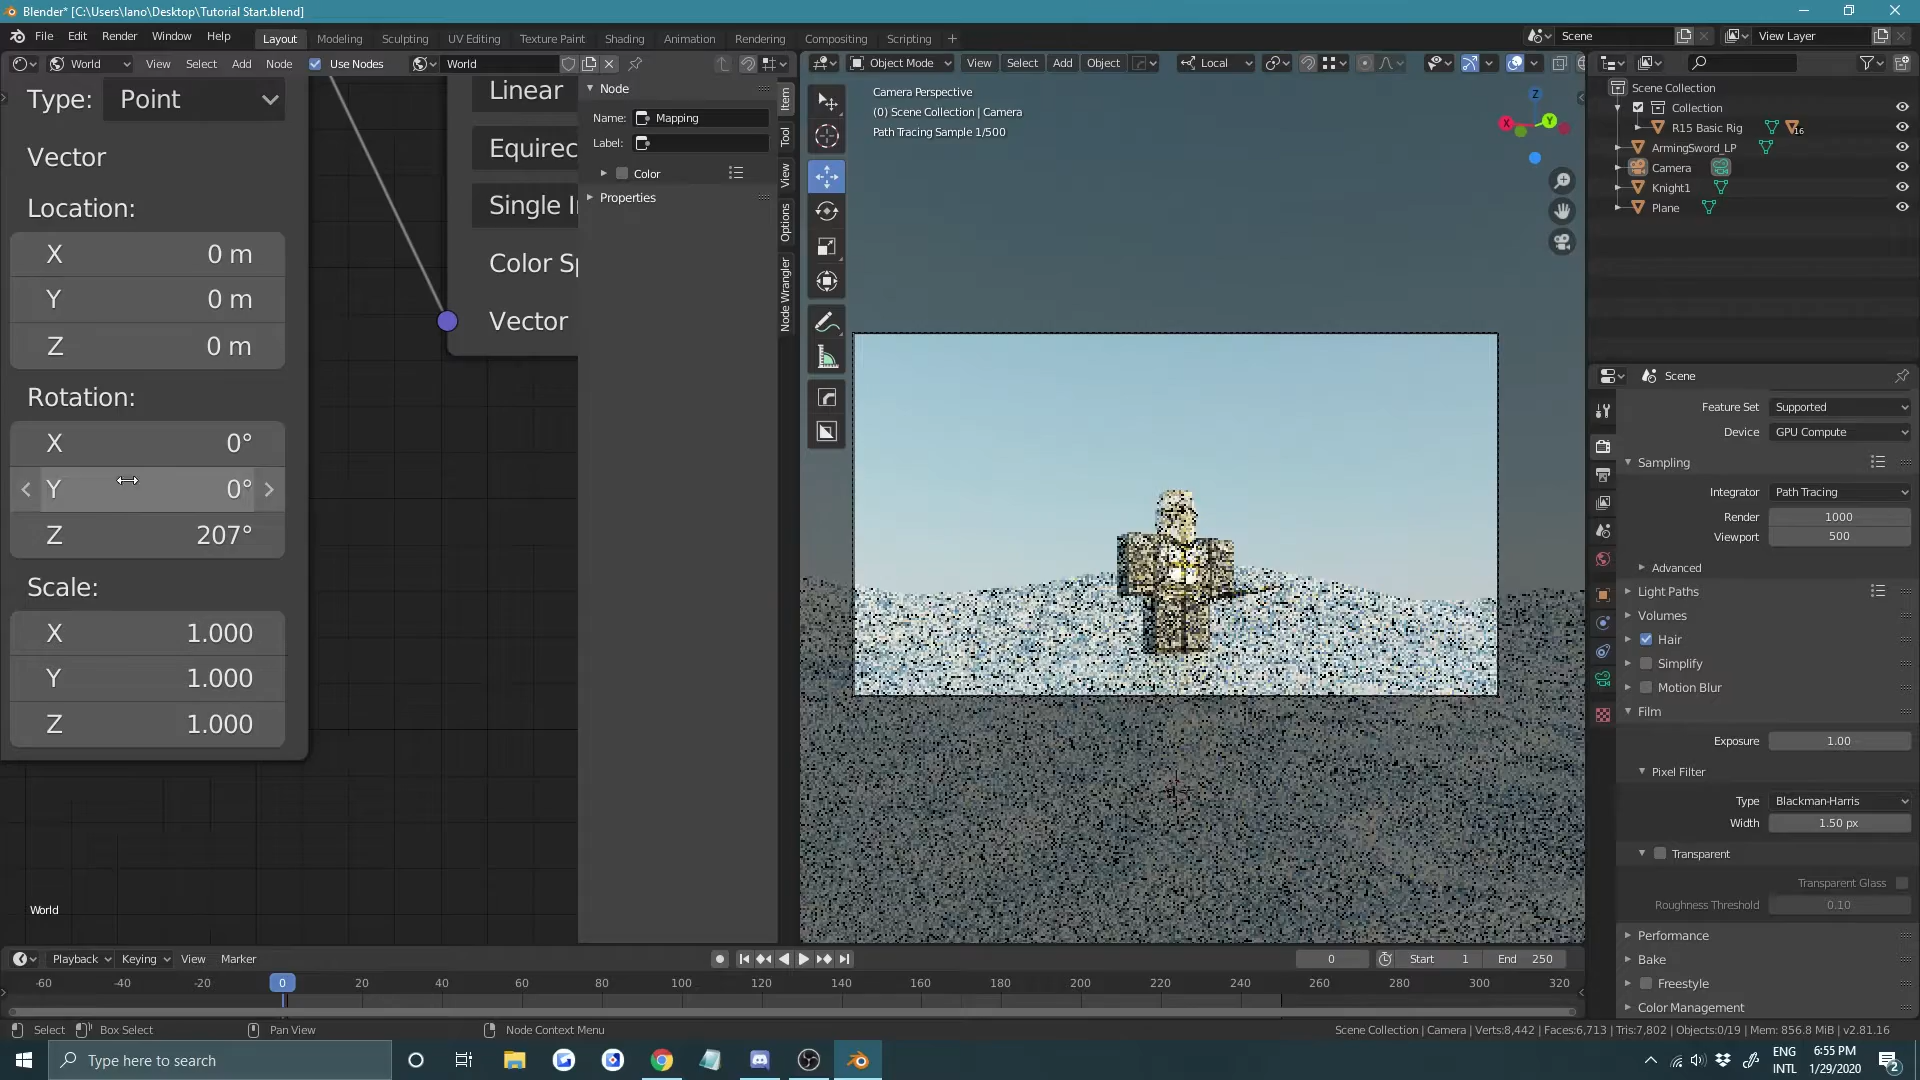 Blender* [C:\Users\Iano\Desktop\Tutorial Start.blend]
File Edit Render Window Help
Layout Modeling Sculpting UV Editing Texture Paint Shading Animation Rendering Compositing Scripting
Scene
View Layer
World View Select Add Node Use Nodes World
Object Mode View Select Add Object Local
Type: Point
Vector
Location:
X 0 m
Y 0 m
Z 0 m
Rotation:
X 0°
Y 0°
Z 207°
Scale:
X 1.000
Y 1.000
Z 1.000
Linear
Equirec
Single I
Color Sp
Vector
World
Node
Name: Mapping
Label:
Color
Properties
Item
Tool
View
Options
Node Wrangler
Camera Perspective
(0) Scene Collection | Camera
Path Tracing Sample 1/500
Z
X
Y
Scene Collection
Collection
R15 Basic Rig 16
ArmingSword_LP
Camera
Knight1
Plane
Scene
Feature Set Supported
Device GPU Compute
Sampling
Integrator Path Tracing
Render 1000
Viewport 500
Advanced
Light Paths
Volumes
Hair
Simplify
Motion Blur
Film
Exposure 1.00
Pixel Filter
Type Blackman-Harris
Width 1.50 px
Transparent
Transparent Glass
Roughness Threshold 0.10
Performance
Bake
Freestyle
Color Management
Playback Keying View Marker
0 Start 1 End 250
-60 -40 -20 0 20 40 60 80 100 120 140 160 180 200 220 240 260 280 300 320
Select Box Select Pan View Node Context Menu
Scene Collection | Camera | Verts:8,442 | Faces:6,713 | Tris:7,802 | Objects:0/19 | Mem: 856.8 MiB | v2.81.16
Type here to search
ENG
INTL
6:55 PM
1/29/2020
2